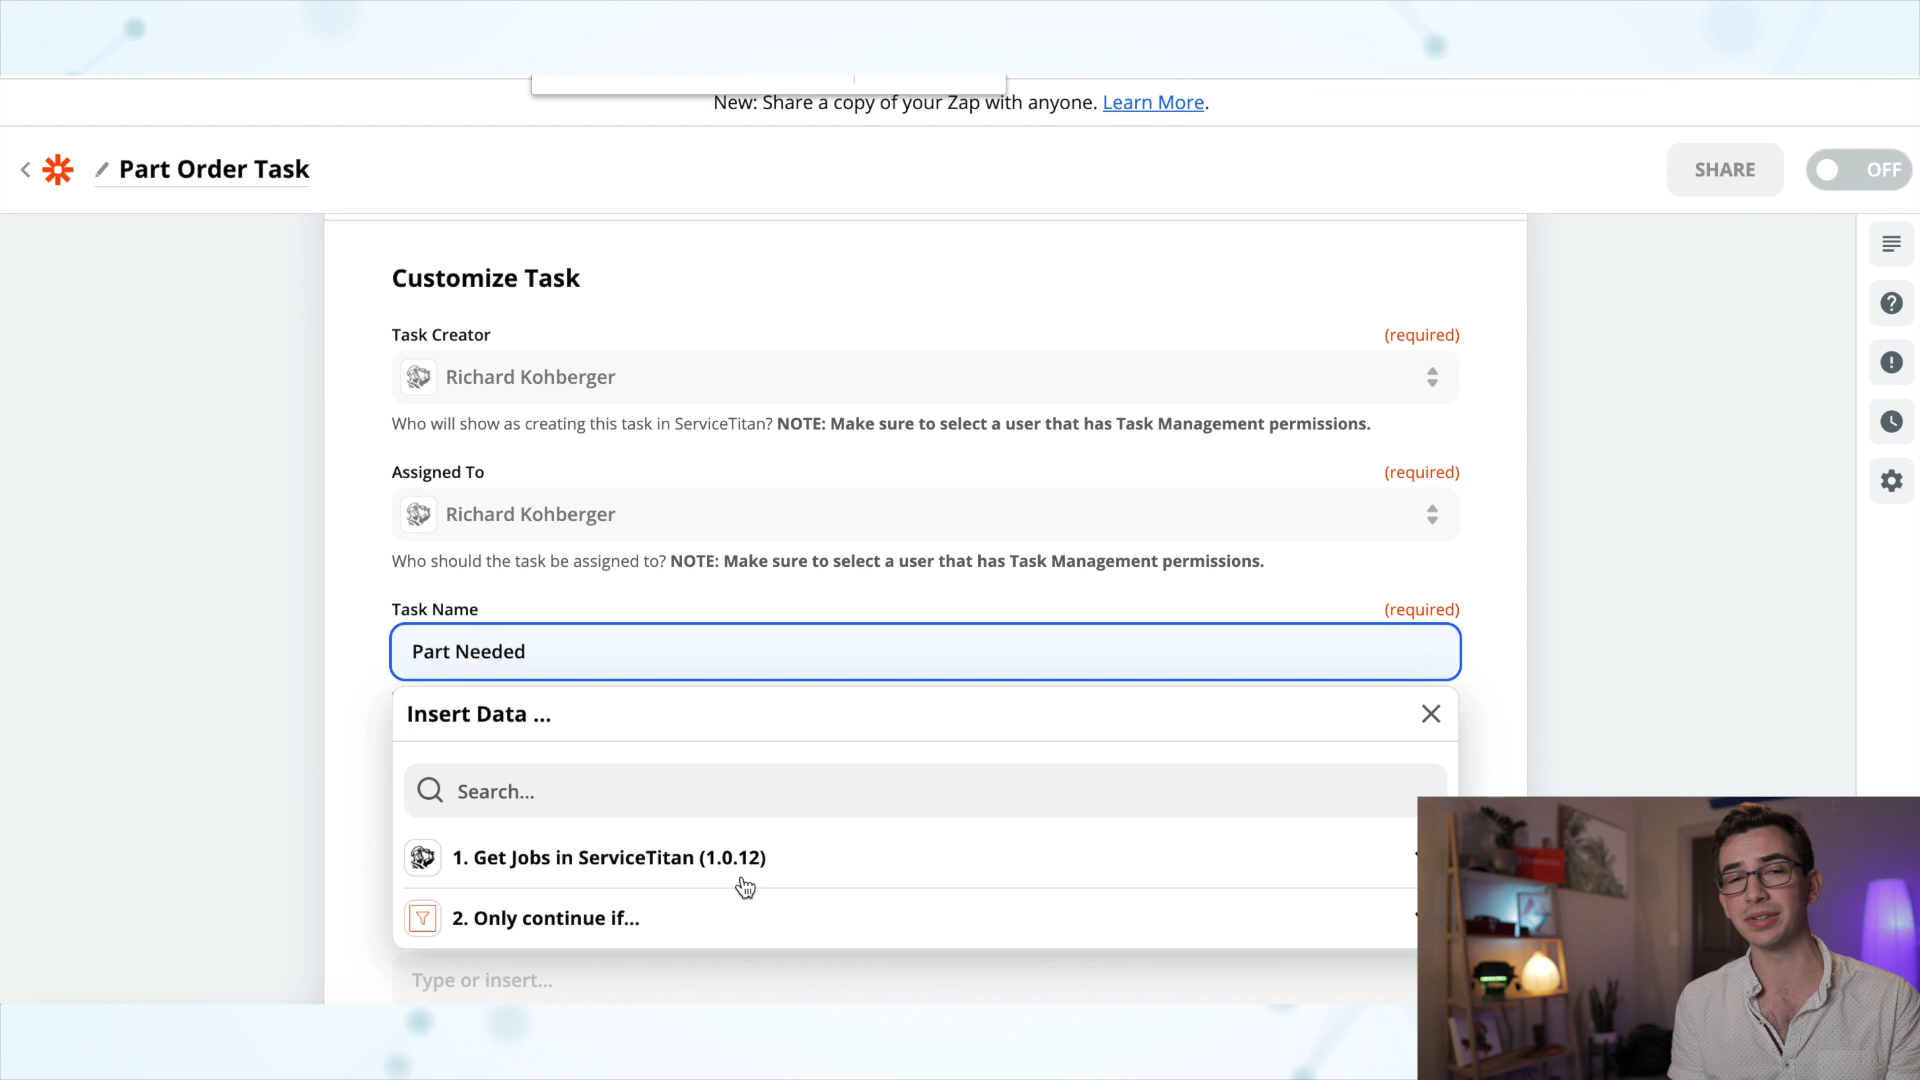 New: Share a copy of your Zap with anyone. Learn More.
Part Order Task
SHARE
OFF
Customize Task
Task Creator
(required)
Richard Kohberger
Who will show as creating this task in ServiceTitan? NOTE: Make sure to select a user that has Task Management permissions.
Assigned To
(required)
Richard Kohberger
Who should the task be assigned to? NOTE: Make sure to select a user that has Task Management permissions.
Task Name
(required)
Part Needed
Insert Data ...
Search...
1. Get Jobs in ServiceTitan (1.0.12)
2. Only continue if...
Type or insert...